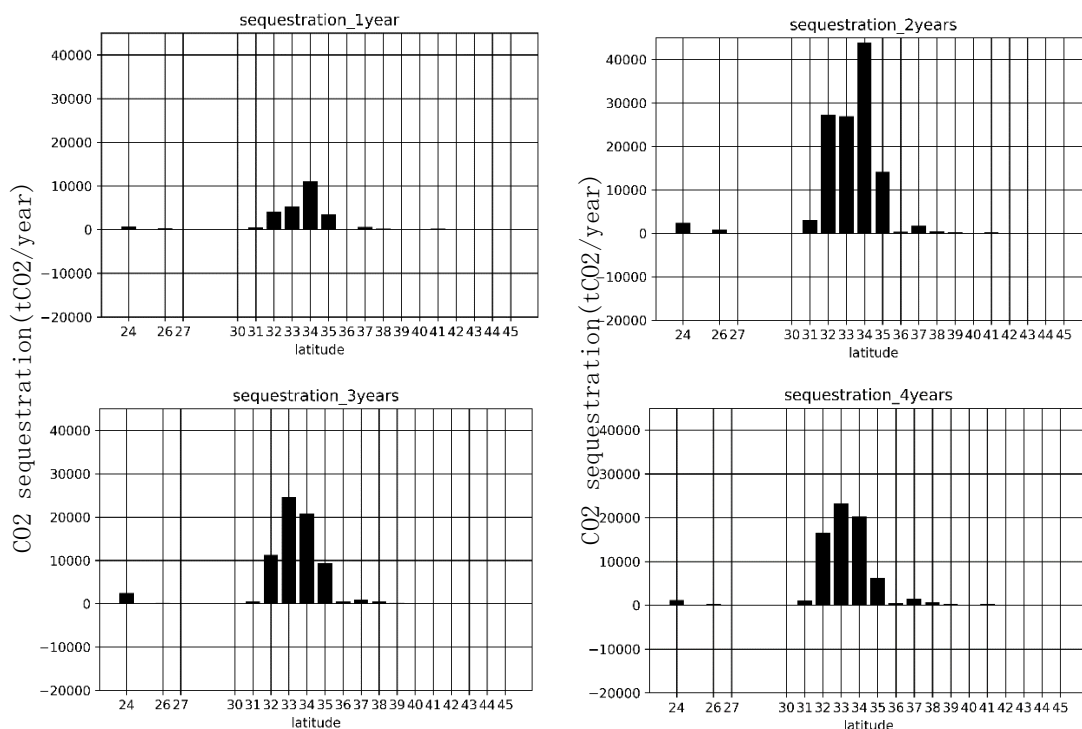 sequestration_1year
40000
30000
20000
10000
0
−10000
−20000
24 26 27 30 31 32 33 34 35 36 37 38 39 40 41 42 43 44 45
latitude
sequestration_2years
40000
30000
20000
10000
0
−10000
−20000
24 26 27 30 31 32 33 34 35 36 37 38 39 40 41 42 43 44 45
latitude
CO2 sequestration(tCO2/year)
CO2 sequestration(tCO2/year)
sequestration_3years
40000
30000
20000
10000
0
−10000
−20000
24 26 27 30 31 32 33 34 35 36 37 38 39 40 41 42 43 44 45
latitude
sequestration_4years
40000
30000
20000
10000
0
−10000
−20000
24 26 27 30 31 32 33 34 35 36 37 38 39 40 41 42 43 44 45
latitude